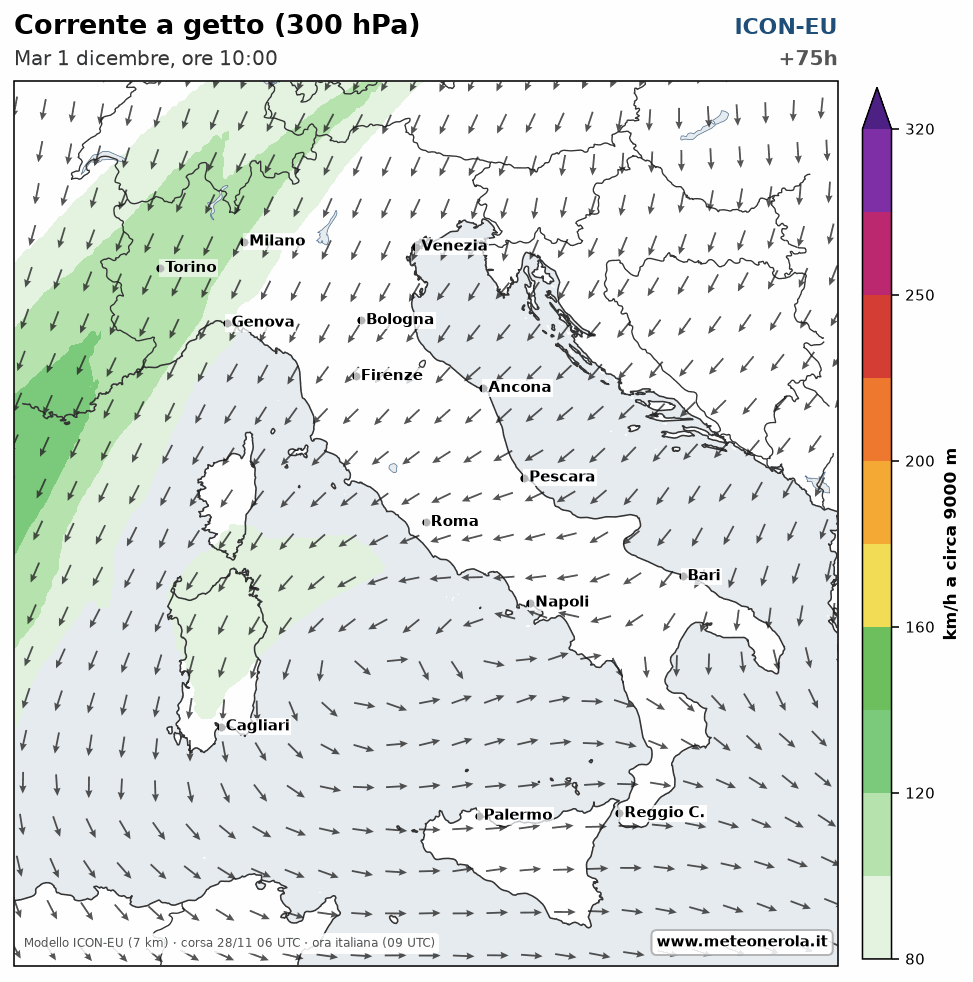 Corrente a getto (300 hPa)
ICON-EU
Mar 1 dicembre, ore 10:00
+75h
320
Milano
Venezia
Torino
250
Genova
Bologna
Firenze
Ancona
200
Pescara
Roma
Bari
Napoli
160
km/h a circa 9000 m
Cagliari
120
Palermo
Reggio C.
Modello ICON-EU (7 km) · corsa 28/11 06 UTC · ora italiana (09 UTC)
www.meteonerola.it
80